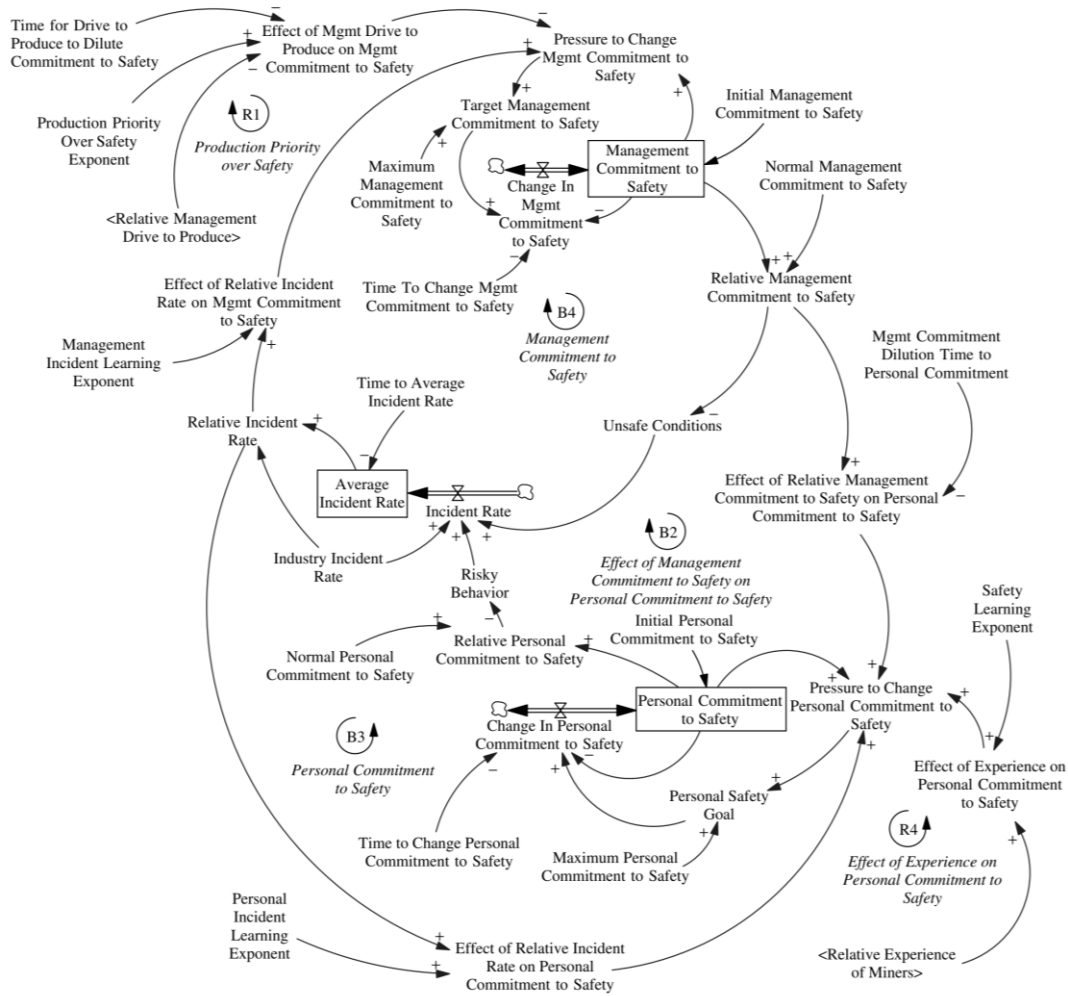 Time for Drive to
Produce to Dilute
Commitment to Safety
Effect of Mgmt Drive to
Produce on Mgmt
Commitment to Safety
Pressure to Change
Mgmt Commitment to
Safety
Production Priority
Over Safety
Exponent
R1
Production Priority
over Safety
Target Management
Commitment to Safety
Initial Management
Commitment to Safety
Maximum
Management
Commitment to
Safety
Management
Commitment to
Safety
Change In
Mgmt
Commitment
to Safety
Normal Management
Commitment to Safety
<Relative Management
Drive to Produce>
Effect of Relative Incident
Rate on Mgmt Commitment
to Safety
Time To Change Mgmt
Commitment to Safety
Relative Management
Commitment to Safety
B4
Management
Commitment to
Safety
Management
Incident Learning
Exponent
Mgmt Commitment
Dilution Time to
Personal Commitment
Time to Average
Incident Rate
Relative Incident
Rate
Unsafe Conditions
Average
Incident Rate
Incident Rate
Effect of Relative Management
Commitment to Safety on Personal
Commitment to Safety
Industry Incident
Rate
B2
Effect of Management
Commitment to Safety on
Personal Commitment to Safety
Risky
Behavior
Safety
Learning
Exponent
Initial Personal
Commitment to Safety
Normal Personal
Commitment to Safety
Relative Personal
Commitment to Safety
Personal Commitment
to Safety
Pressure to Change
Personal Commitment to
Safety
Change In Personal
Commitment to Safety
B3
Personal Commitment
to Safety
Effect of Experience on
Personal Commitment
to Safety
Personal Safety
Goal
Time to Change Personal
Commitment to Safety
Maximum Personal
Commitment to Safety
R4
Effect of Experience on
Personal Commitment to
Safety
Personal
Incident
Learning
Exponent
Effect of Relative Incident
Rate on Personal
Commitment to Safety
<Relative Experience
of Miners>